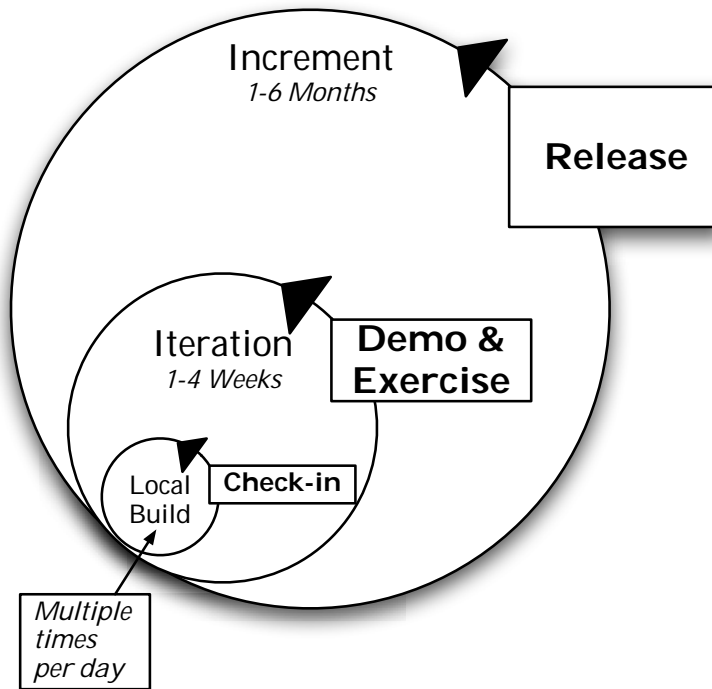 Increment
1-6 Months
Release
Iteration
1-4 Weeks
Demo &
Exercise
Local
Build
Check-in
Multiple
times
per day